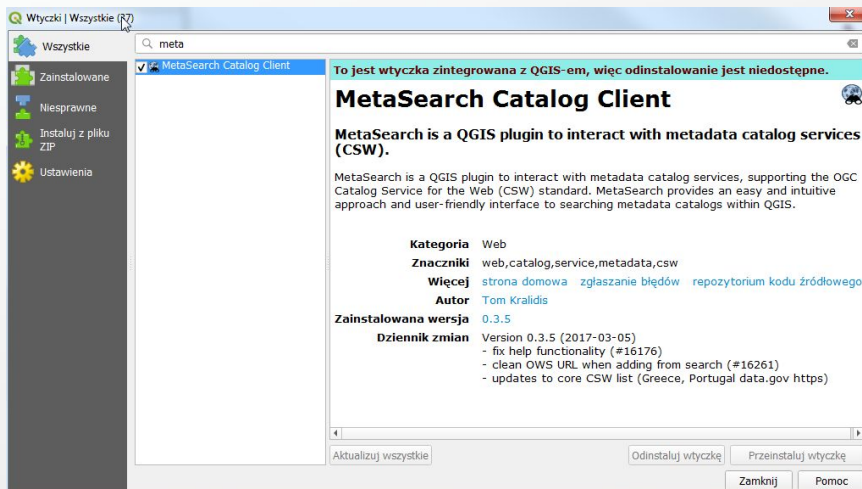 Wtyczki | Wszystkie (37)
Wszystkie
Zainstalowane
Niesprawne
Instaluj z pliku
ZIP
Ustawienia
meta
MetaSearch Catalog Client
To jest wtyczka zintegrowana z QGIS-em, więc odinstalowanie jest niedostępne.
MetaSearch Catalog Client
MetaSearch is a QGIS plugin to interact with metadata catalog services
(CSW).
MetaSearch is a QGIS plugin to interact with metadata catalog services, supporting the OGC
Catalog Service for the Web (CSW) standard. MetaSearch provides an easy and intuitive
approach and user-friendly interface to searching metadata catalogs within QGIS.
Kategoria Web
Znaczniki web,catalog,service,metadata,csw
Więcej strona domowa zgłaszanie błędów repozytorium kodu źródłowego
Autor Tom Kralidis
Zainstalowana wersja 0.3.5
Dziennik zmian Version 0.3.5 (2017-03-05)
- fix help functionality (#16176)
- clean OWS URL when adding from search (#16261)
- updates to core CSW list (Greece, Portugal data.gov https)
Aktualizuj wszystkie Odinstaluj wtyczkę Przeinstaluj wtyczkę
Zamknij Pomoc